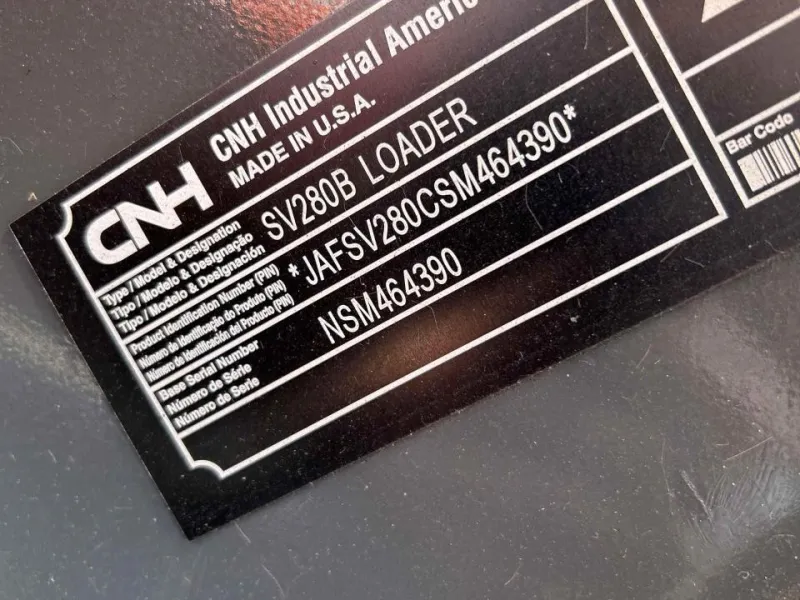 CNH
CNH Industrial
MADE IN U.S.A.
Type / Model & Designation
Tipo / Modelo & Designação
Tipo / Modelo & Designación
SV280B LOADER
Product Identification Number (PIN)
Número de Identificação do Produto (PIN)
Número de Identificación del Producto (PIN)
*JAFSV280CSM464390*
Base Serial Number
Número de Série
Número de Serie
NSM464390
Bar Code